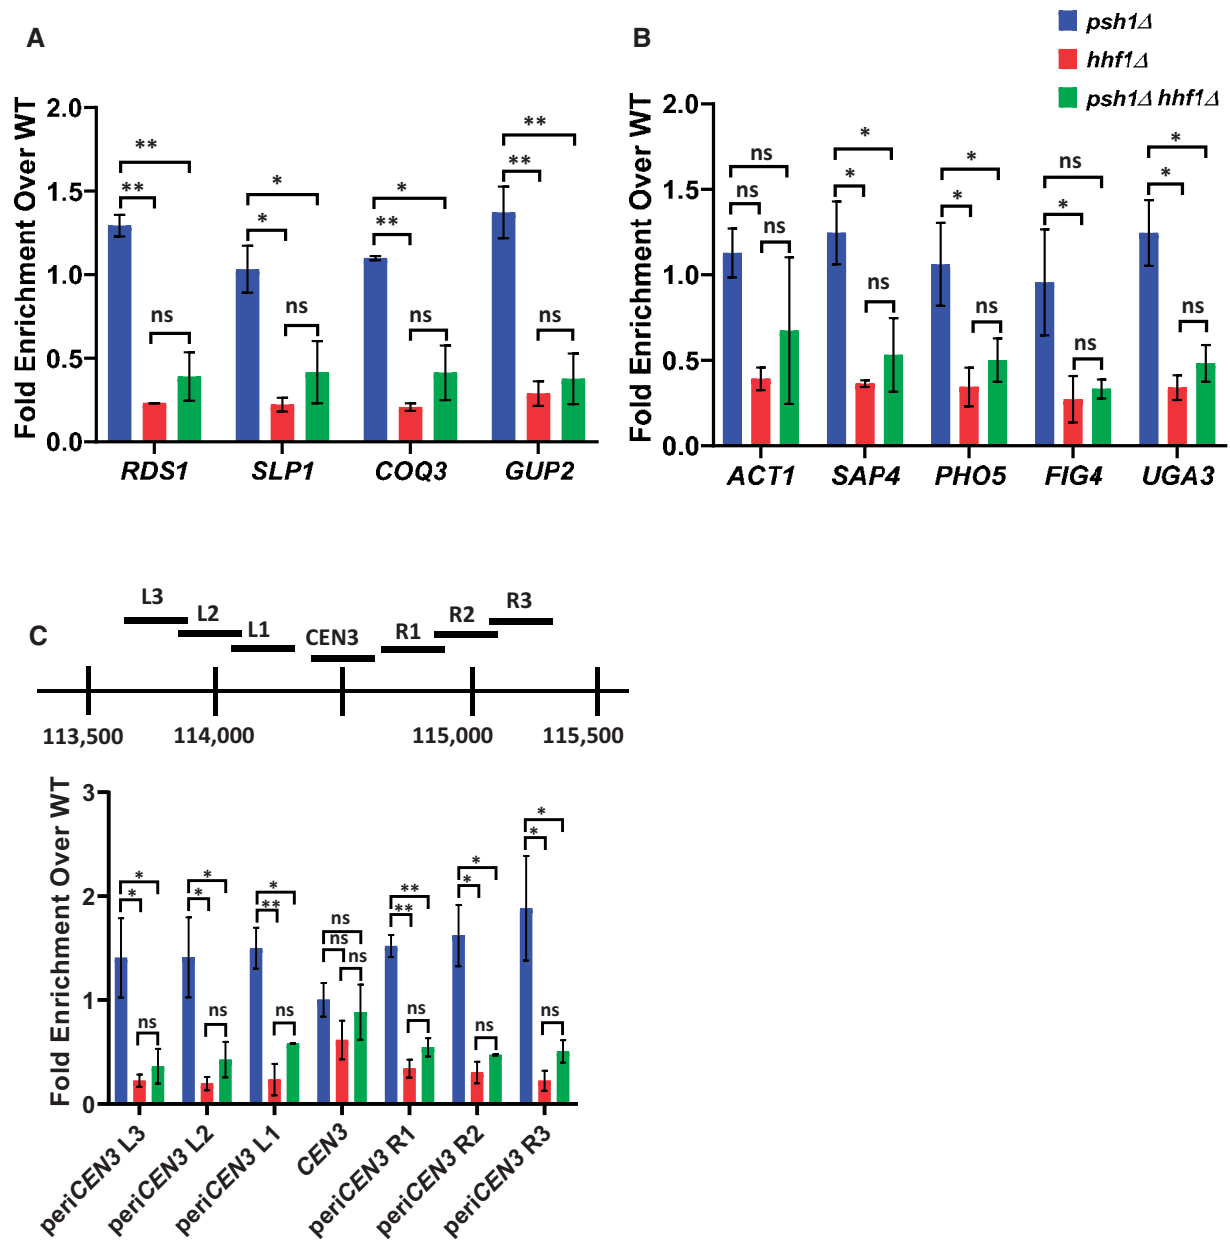 A
Fold Enrichment Over WT
2.0
1.5
1.0
0.5
0.0
**
**
ns
*
*
ns
*
**
ns
**
**
ns
RDS1
SLP1
COQ3
GUP2
B
psh1Δ
hhf1Δ
psh1Δ hhf1Δ
Fold Enrichment Over WT
2.0
1.5
1.0
0.5
0.0
ns
ns
ns
*
*
ns
*
*
ns
ns
*
ns
*
*
ns
ACT1
SAP4
PHO5
FIG4
UGA3
C
L3
L2
L1
CEN3
R1
R2
R3
113,500
114,000
115,000
115,500
Fold Enrichment Over WT
3
2
1
0
*
*
ns
*
*
ns
*
**
ns
ns
ns
ns
**
**
ns
*
*
ns
*
*
ns
periCEN3 L3
periCEN3 L2
periCEN3 L1
CEN3
periCEN3 R1
periCEN3 R2
periCEN3 R3